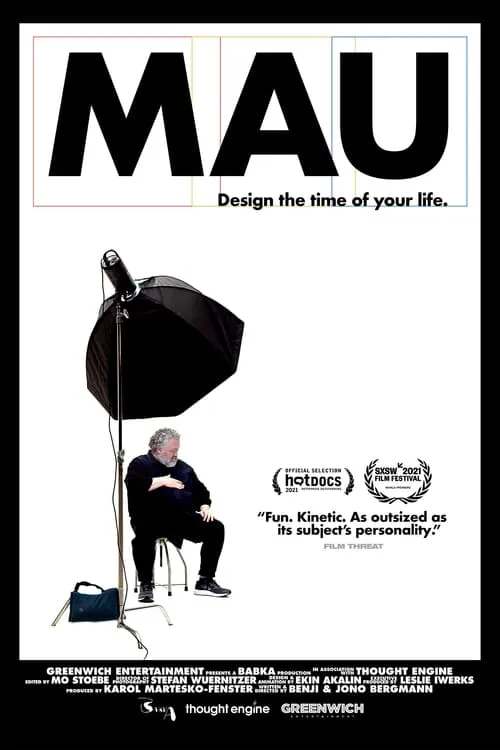 MAU
Design the time of your life.
OFFICIAL SELECTION
hotDOCS
2021
SXSW 2021
FILM FESTIVAL
WORLD PREMIERE
“Fun. Kinetic. As outsized as
its subject’s personality.”
FILM THREAT
GREENWICH ENTERTAINMENT PRESENTS A BABKA PRODUCTION IN ASSOCIATION WITH THOUGHT ENGINE
EDITED BY MO STOEBE DIRECTOR OF PHOTOGRAPHY STEFAN WUERNITZER DESIGN & ANIMATION BY EKIN AKALIN EXECUTIVE PRODUCER LESLIE IWERKS
PRODUCED BY KAROL MARTESKO-FENSTER WRITTEN & DIRECTED BY BENJI & JONO BERGMANN
thought engine
GREENWICH
ENTERTAINMENT